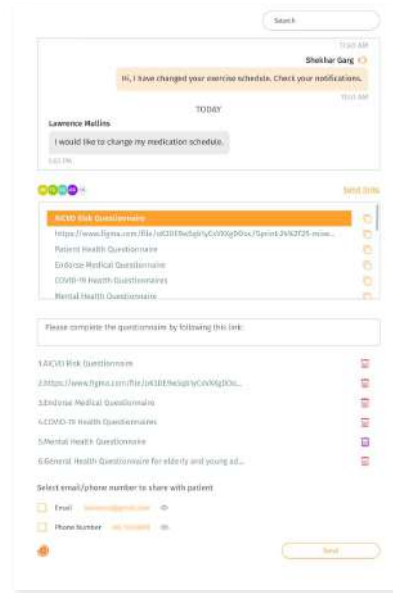 Search
11:03 AM
Shekhar Garg
Hi, I have changed your exercise schedule. Check your notifications.
TODAY
Lawrence Mullins
I would like to change my medication schedule.
Send links
AICVD Risk Questionnaire
Patient Health Questionnaire
Endorse Medical Questionnaire
COVID-19 Health Questionnaires
Mental Health Questionnaire
Please complete the questionnaire by following this link:
1.AICVD Risk Questionnaire
3.Endorse Medical Questionnaire
4.COVID-19 Health Questionnaires
5.Mental Health Questionnaire
6.General Health Questionnaire for elderly and young ad...
Select email/phone number to share with patient
Email
Phone Number
Send